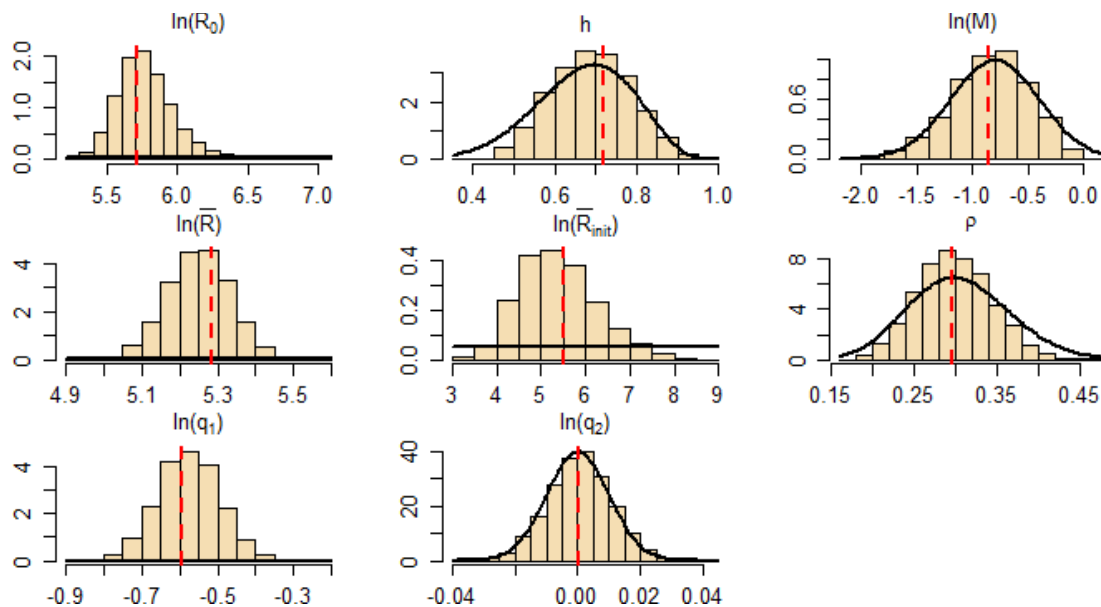 ln(R₀) h ln(M)
0.0 1.0 2.0 0 2 0.0 0.6
5.5 6.0 6.5 7.0 0.4 0.6 0.8 1.0 -2.0 -1.5 -1.0 -0.5 0.0
ln(R̅) ln(R̅ᵢₙᵢₜ) ρ
0 2 4 0.0 0.2 0.4 0 4 8
4.9 5.1 5.3 5.5 3 4 5 6 7 8 9 0.15 0.25 0.35 0.45
ln(q₁) ln(q₂)
0 2 4 0 20 40
-0.9 -0.7 -0.5 -0.3 -0.04 0.00 0.02 0.04